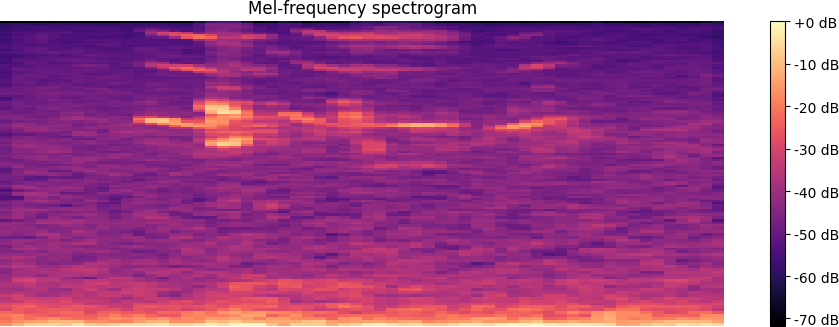 Mel-frequency spectrogram
+0 dB
-10 dB
-20 dB
-30 dB
-40 dB
-50 dB
-60 dB
-70 dB